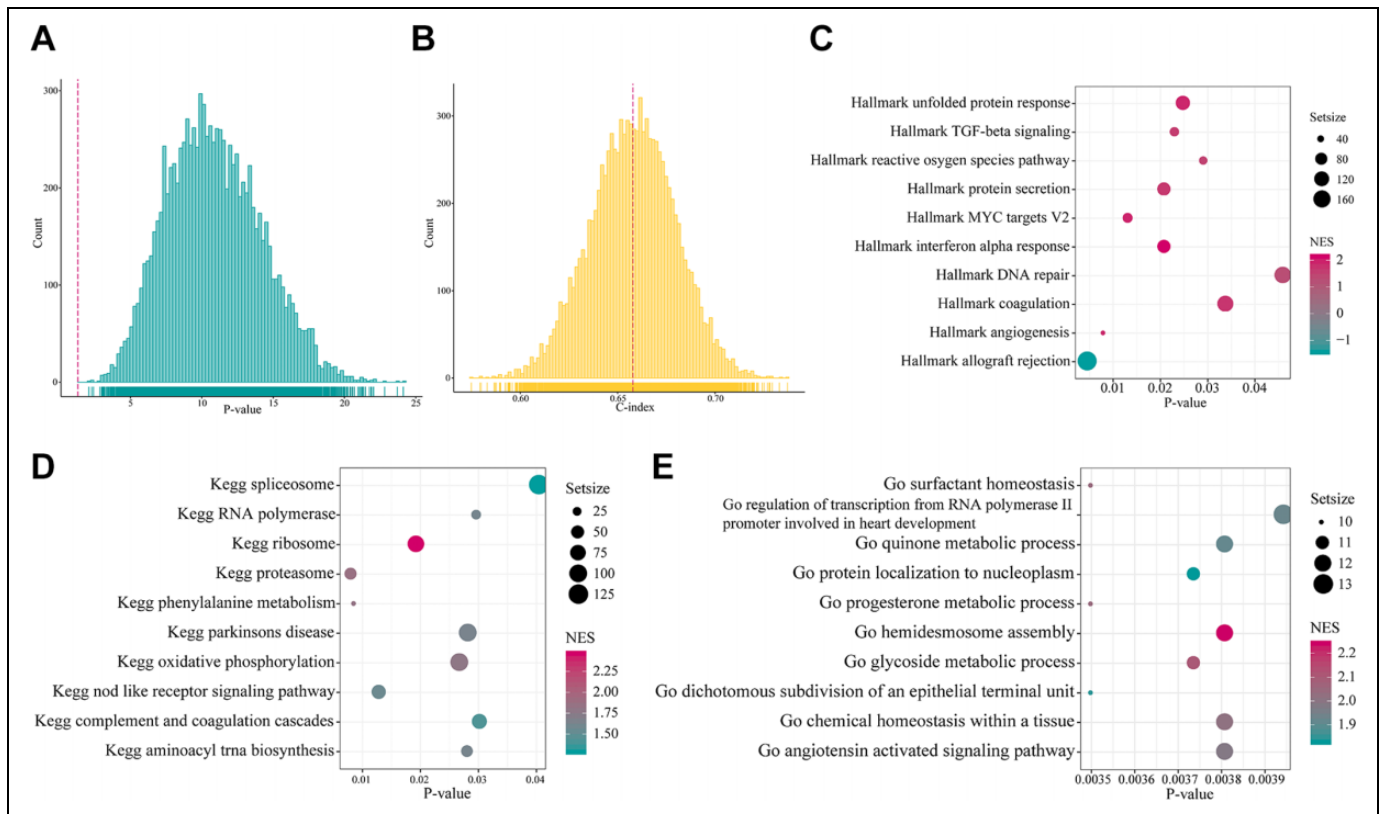 A
Count
300
200
100
0
5
10
15
20
25
P-value
B
Count
300
200
100
0
0.60
0.65
0.70
C-index
C
Hallmark unfolded protein response
Hallmark TGF-beta signaling
Hallmark reactive osygen species pathway
Hallmark protein secretion
Hallmark MYC targets V2
Hallmark interferon alpha response
Hallmark DNA repair
Hallmark coagulation
Hallmark angiogenesis
Hallmark allograft rejection
0.01
0.02
0.03
0.04
P-value
Setsize
40
80
120
160
NES
2
1
0
−1
D
Kegg spliceosome
Kegg RNA polymerase
Kegg ribosome
Kegg proteasome
Kegg phenylalanine metabolism
Kegg parkinsons disease
Kegg oxidative phosphorylation
Kegg nod like receptor signaling pathway
Kegg complement and coagulation cascades
Kegg aminoacyl trna biosynthesis
0.01
0.02
0.03
0.04
P-value
Setsize
25
50
75
100
125
NES
2.25
2.00
1.75
1.50
E
Go surfactant homeostasis
Go regulation of transcription from RNA polymerase II
promoter involved in heart development
Go quinone metabolic process
Go protein localization to nucleoplasm
Go progesterone metabolic process
Go hemidesmosome assembly
Go glycoside metabolic process
Go dichotomous subdivision of an epithelial terminal unit
Go chemical homeostasis within a tissue
Go angiotensin activated signaling pathway
0.0035
0.0036
0.0037
0.0038
0.0039
P-value
Setsize
10
11
12
13
NES
2.2
2.1
2.0
1.9